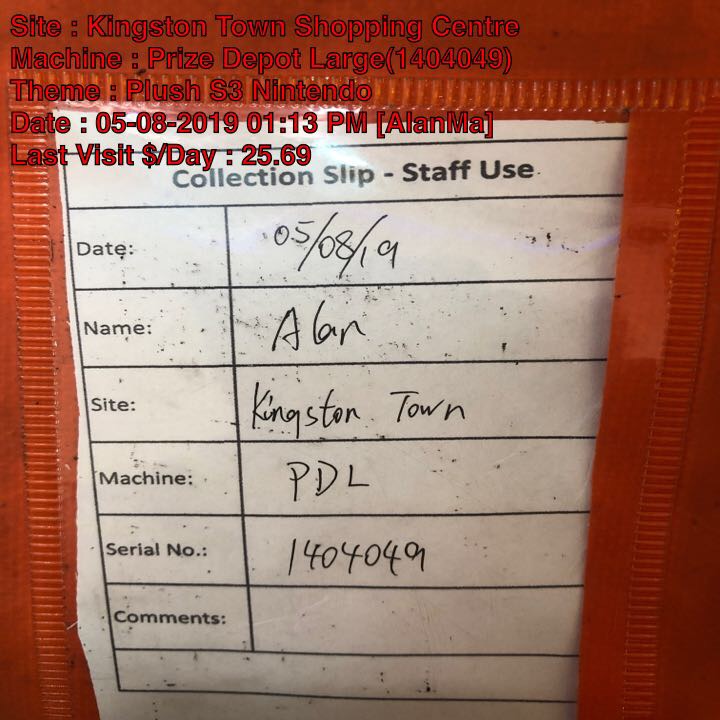 Site : Kingston Town Shopping Centre
Machine : Prize Depot Large(1404049)
Theme : Plush S3 Nintendo
Date : 05-08-2019 01:13 PM [AlanMa]
Last Visit $/Day : 25.69
Collection Slip - Staff Use
Date: 05/08/19
Name: Alan
Site: Kingston Town
Machine: PDL
Serial No.: 1404049
Comments: